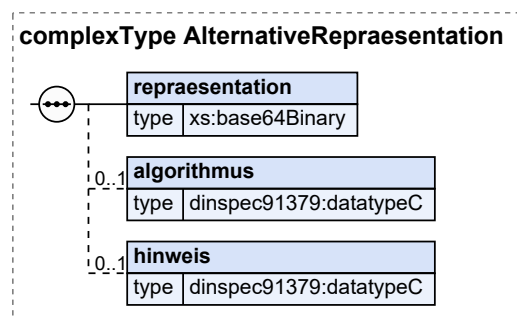 complexType AlternativeRepraesentation
repraesentation
type xs:base64Binary
0..1 algorithmus
type dinspec91379:datatypeC
0..1 hinweis
type dinspec91379:datatypeC